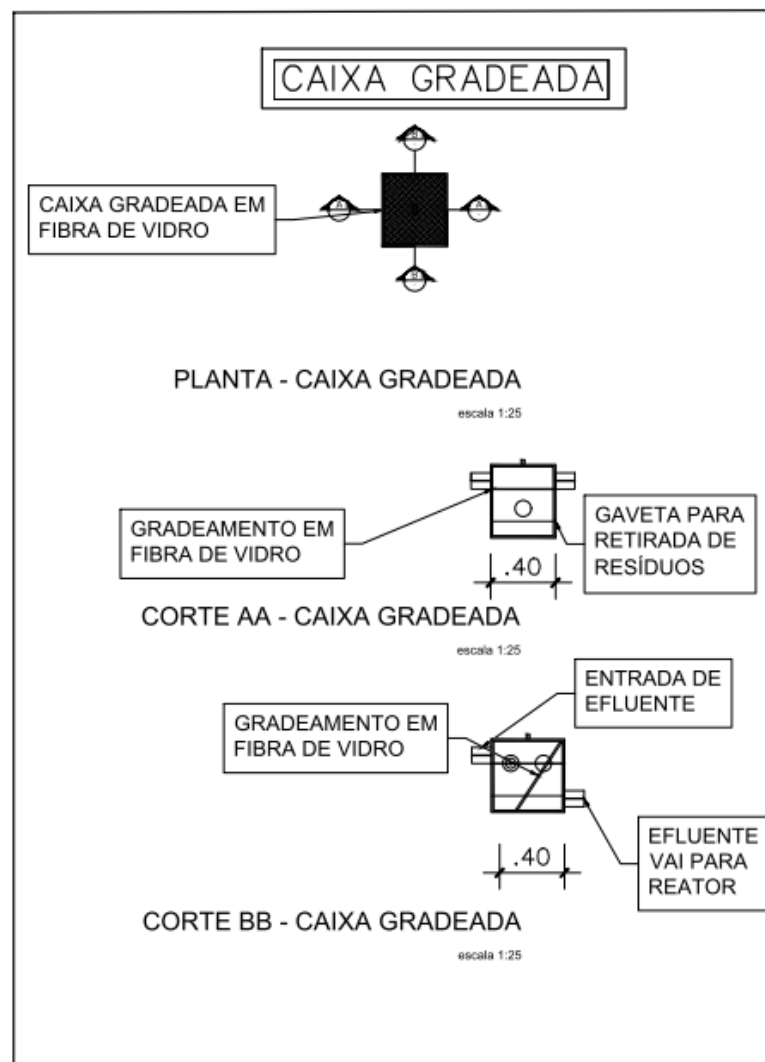 CAIXA GRADEADA
B
CAIXA GRADEADA EM
FIBRA DE VIDRO
A
A
B
PLANTA - CAIXA GRADEADA
escala 1:25
GRADEAMENTO EM
FIBRA DE VIDRO
GAVETA PARA
RETIRADA DE
RESÍDUOS
.40
CORTE AA - CAIXA GRADEADA
escala 1:25
ENTRADA DE
EFLUENTE
GRADEAMENTO EM
FIBRA DE VIDRO
.40
EFLUENTE
VAI PARA
REATOR
CORTE BB - CAIXA GRADEADA
escala 1:25